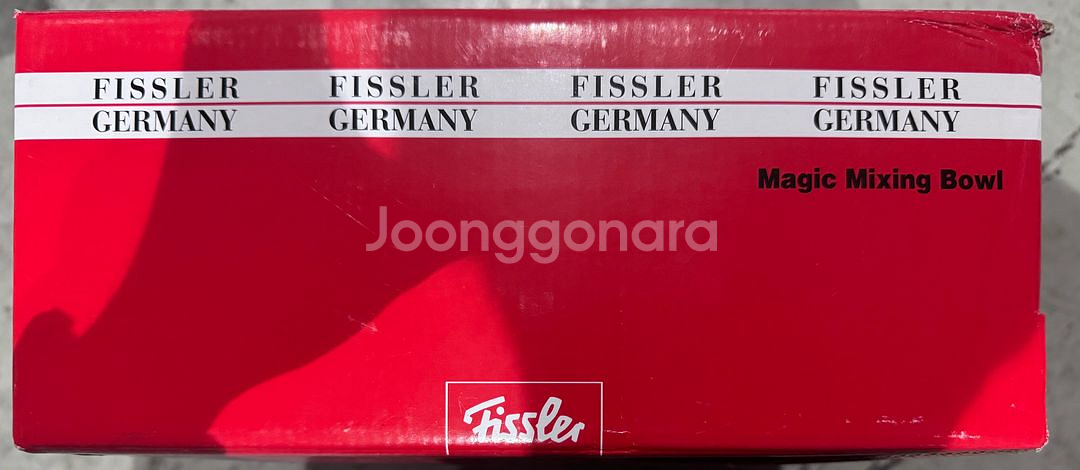 FISSLER FISSLER FISSLER FISSLER
GERMANY GERMANY GERMANY GERMANY
Magic Mixing Bowl
Joonggonara
Fissler